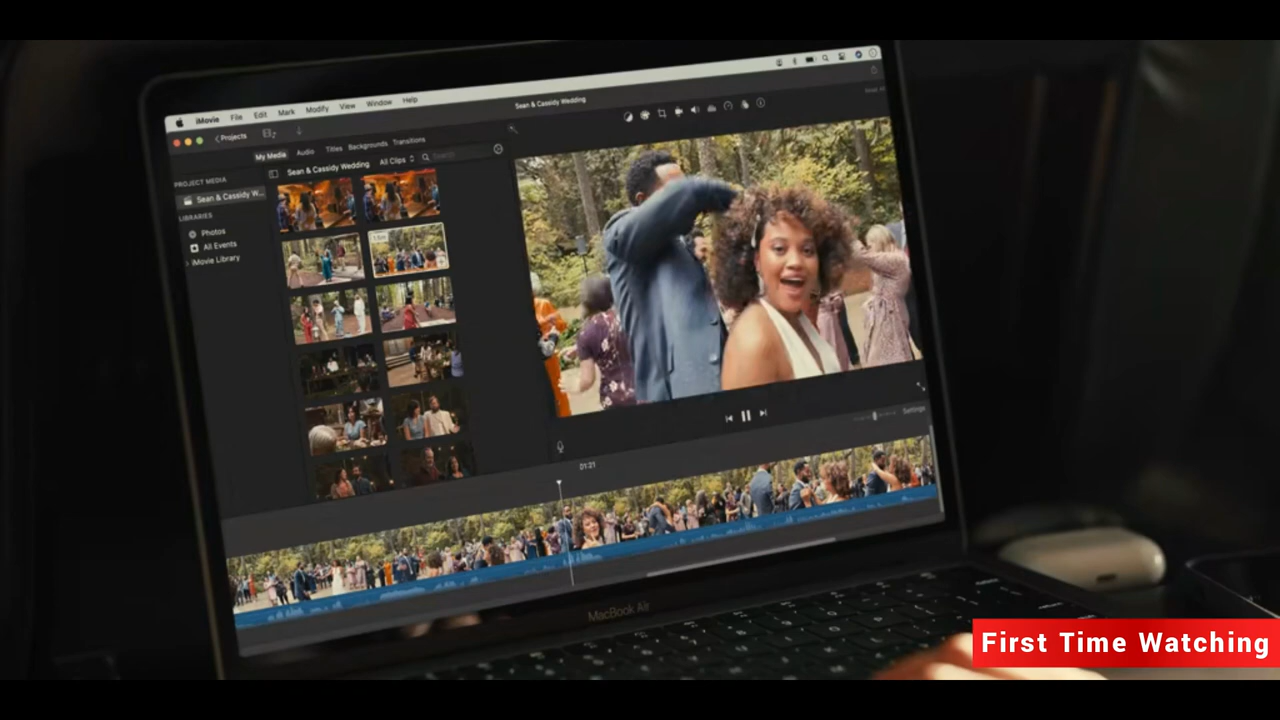 iMovie File Edit Mark Modify View Window Help
Projects
Sean & Cassidy Wedding
My Media Audio Titles Backgrounds Transitions
PROJECT MEDIA
Sean & Cassidy W...
LIBRARIES
Photos
All Events
iMovie Library
Sean & Cassidy Wedding All Clips Search
Settings
01:21
MacBook Air
First Time Watching